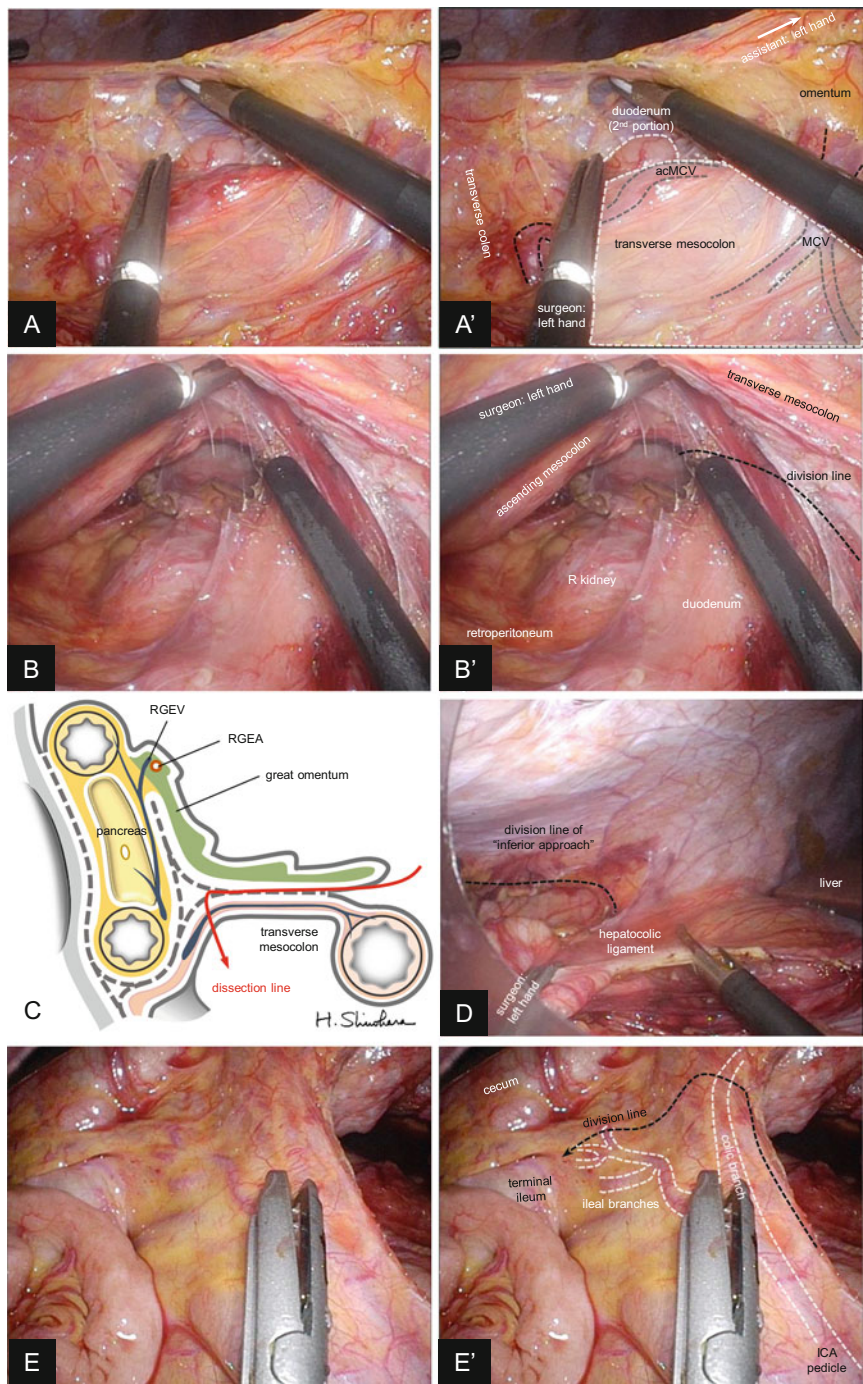 A
A'
assistant: left hand
omentum
duodenum
(2nd portion)
acMCV
transverse colon
transverse mesocolon
MCV
surgeon:
left hand
B
B'
surgeon: left hand
transverse mesocolon
ascending mesocolon
division line
R kidney
duodenum
retroperitoneum
RGEV
RGEA
great omentum
pancreas
transverse
mesocolon
dissection line
C
H. Shinohara
division line of
"inferior approach"
liver
hepatocolic
ligament
surgeon:
left hand
D
E
cecum
division line
colic branch
terminal
ileum
ileal branches
ICA
pedicle
E'